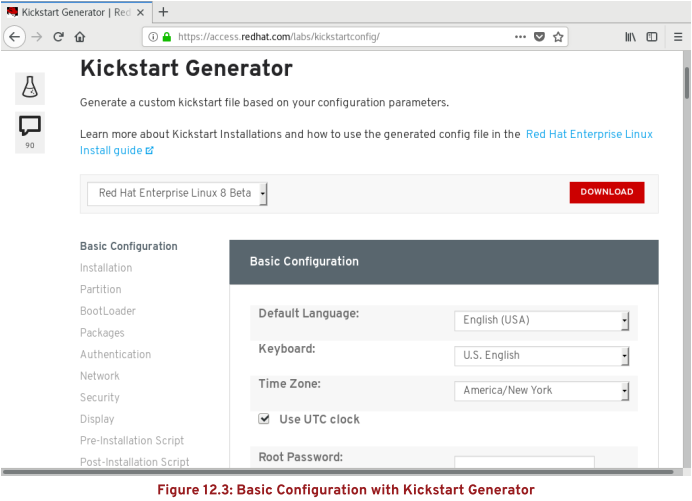 Kickstart Generator | Red
https://access.redhat.com/labs/kickstartconfig/
Kickstart Generator
Generate a custom kickstart file based on your configuration parameters.
90
Learn more about Kickstart Installations and how to use the generated config file in the Red Hat Enterprise Linux
Install guide
Red Hat Enterprise Linux 8 Beta
DOWNLOAD
Basic Configuration
Installation
Partition
BootLoader
Packages
Authentication
Network
Security
Display
Pre-Installation Script
Post-Installation Script
Basic Configuration
Default Language:
English (USA)
Keyboard:
U.S. English
Time Zone:
America/New York
Use UTC clock
Root Password:
Figure 12.3: Basic Configuration with Kickstart Generator